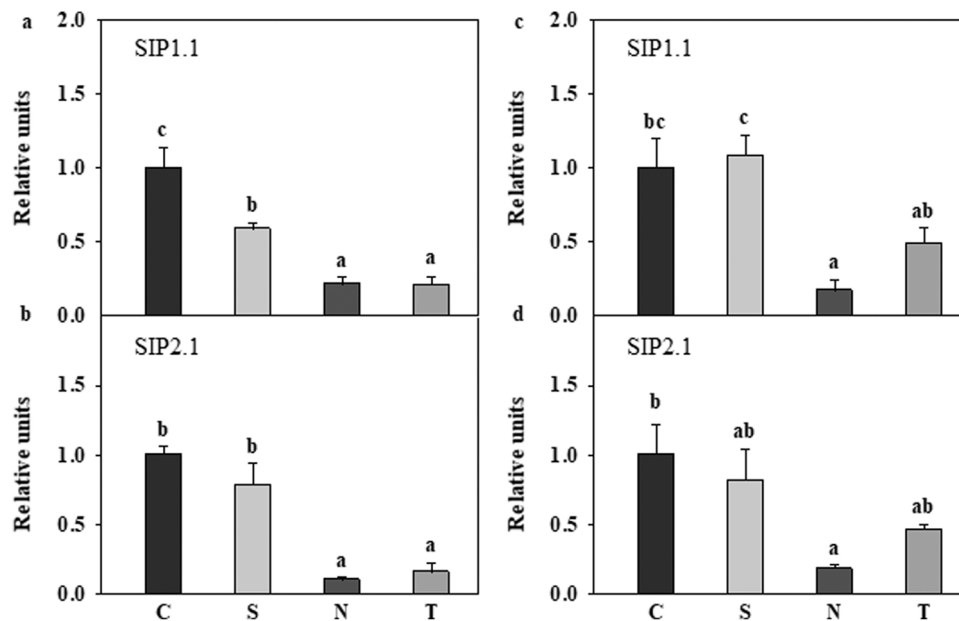 a
2.0
SIP1.1
1.5
c
1.0
b
0.5
a
a
0.0
Relative units
c
2.0
SIP1.1
1.5
bc
c
1.0
ab
0.5
a
0.0
Relative units
b
SIP2.1
1.5
b
b
1.0
0.5
a
a
0.0
Relative units
C S N T
d
SIP2.1
1.5
b
ab
1.0
ab
0.5
a
0.0
Relative units
C S N T